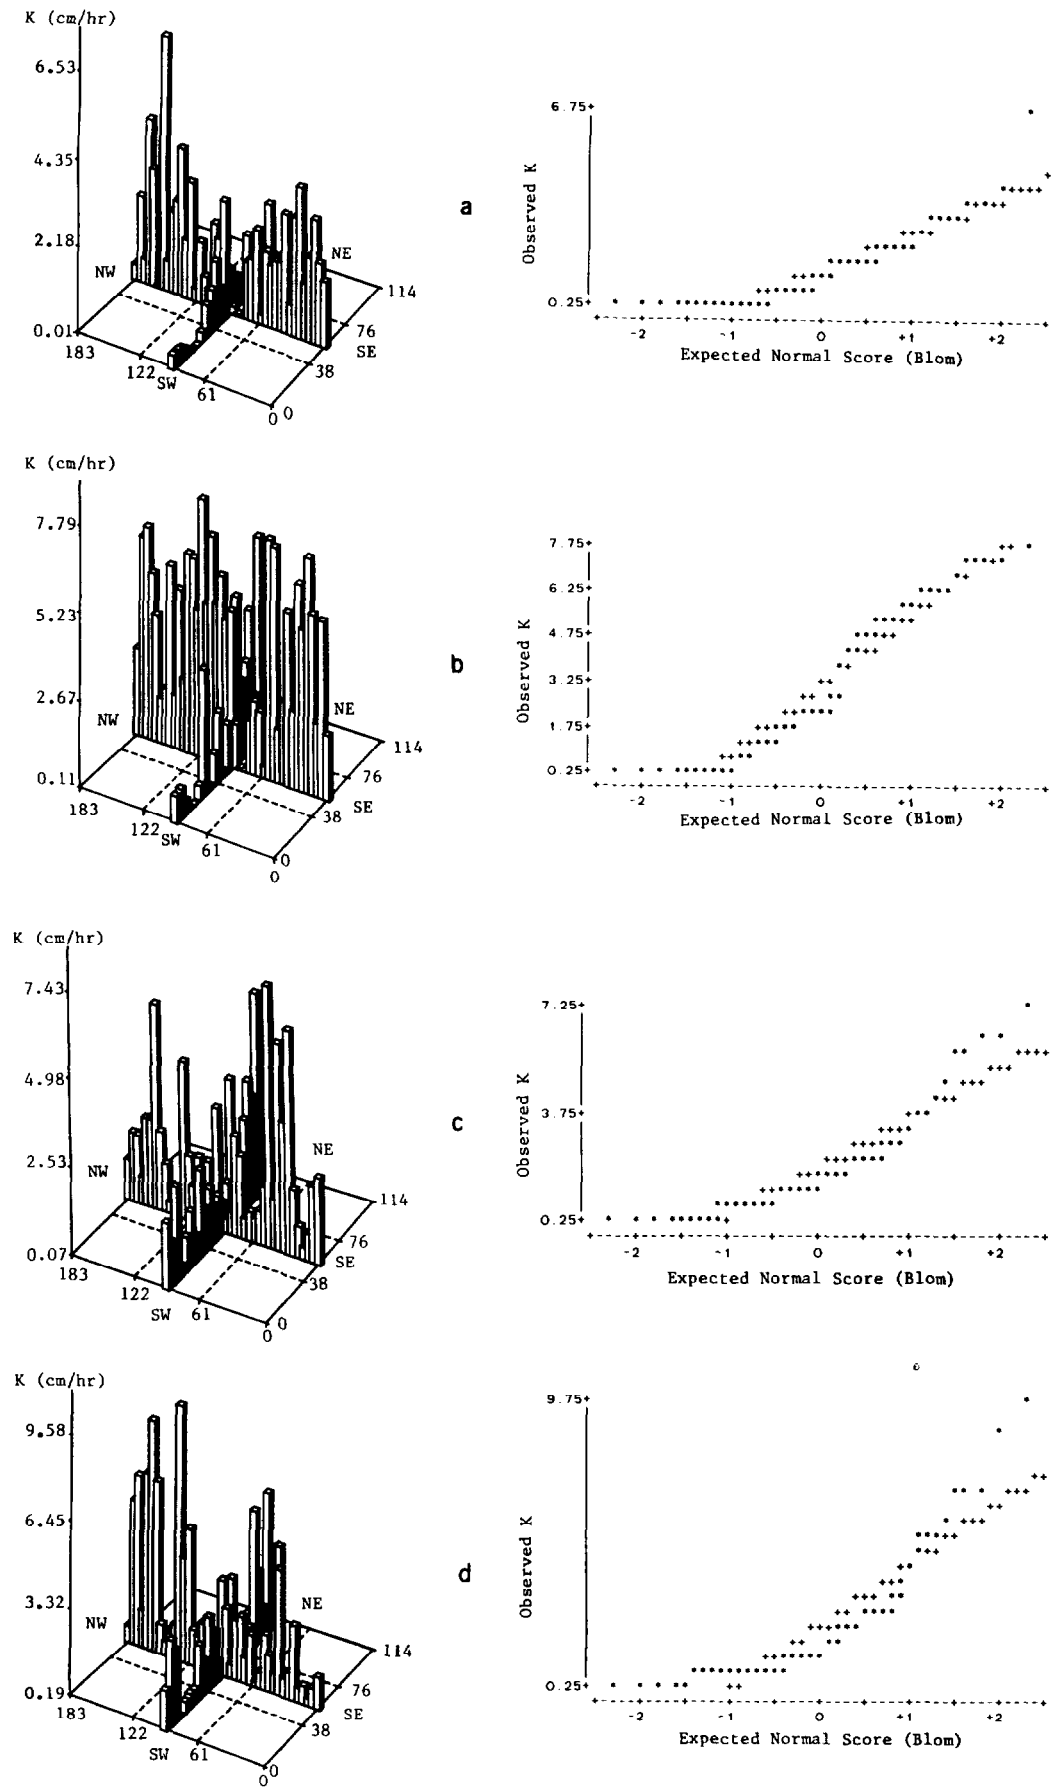 K (cm/hr)
6.53
4.35
2.18
0.01
183
122
61
0
0
38
76
114
NW
NE
SW
SE
a
6.75
0.25
Observed K
-2 -1 0 +1 +2
Expected Normal Score (Blom)
K (cm/hr)
7.79
5.23
2.67
0.11
183
122
61
0
0
38
76
114
NW
NE
SW
SE
b
7.75
6.25
4.75
3.25
1.75
0.25
Observed K
-2 -1 0 +1 +2
Expected Normal Score (Blom)
K (cm/hr)
7.43
4.98
2.53
0.07
183
122
61
0
0
38
76
114
NW
NE
SW
SE
c
7.25
3.75
0.25
Observed K
-2 -1 0 +1 +2
Expected Normal Score (Blom)
K (cm/hr)
9.58
6.45
3.32
0.19
183
122
61
0
0
38
76
114
NW
NE
SW
SE
d
9.75
0.25
Observed K
-2 -1 0 +1 +2
Expected Normal Score (Blom)